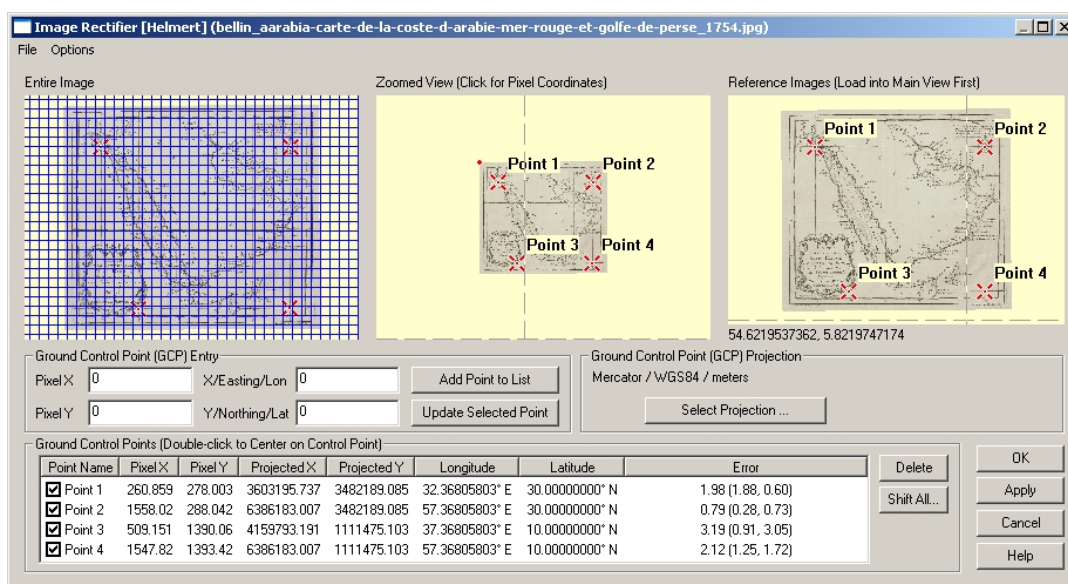 Image Rectifier [Helmert] (bellin_aarabia-carte-de-la-coste-d-arabie-mer-rouge-et-golfe-de-perse_1754.jpg)
File Options
Entire Image Zoomed View (Click for Pixel Coordinates) Reference Images (Load into Main View First)
Point 1 Point 2
Point 3 Point 4
Point 1 Point 2
Point 3 Point 4
54.6219537362, 5.8219747174
Ground Control Point (GCP) Entry
Pixel X 0 X/Easting/Lon 0 Add Point to List
Pixel Y 0 Y/Northing/Lat 0 Update Selected Point
Ground Control Point (GCP) Projection
Mercator / WGS84 / meters
Select Projection ...
Ground Control Points (Double-click to Center on Control Point)
Point Name Pixel X Pixel Y Projected X Projected Y Longitude Latitude Error
Point 1 260.859 278.003 3603195.737 3482189.085 32.36805803° E 30.00000000° N 1.98 (1.88, 0.60)
Point 2 1558.02 288.042 6386183.007 3482189.085 57.36805803° E 30.00000000° N 0.79 (0.28, 0.73)
Point 3 509.151 1390.06 4159793.191 1111475.103 37.36805803° E 10.00000000° N 3.19 (0.91, 3.05)
Point 4 1547.82 1393.42 6386183.007 1111475.103 57.36805803° E 10.00000000° N 2.12 (1.25, 1.72)
Delete
Shift All...
OK
Apply
Cancel
Help